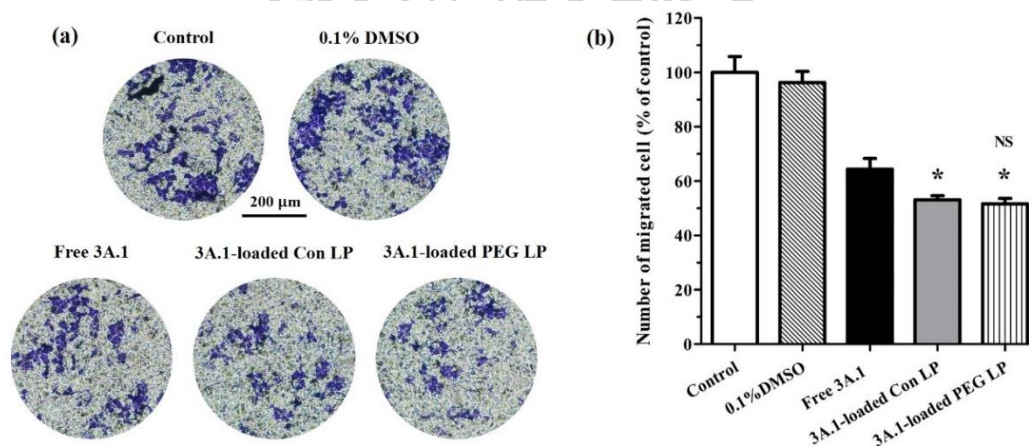 (a)
Control
0.1% DMSO
200 μm
Free 3A.1
3A.1-loaded Con LP
3A.1-loaded PEG LP
(b)
Number of migrated cell (% of control)
120
100
80
60
40
20
0
NS
*
*
Control
0.1%DMSO
Free 3A.1
3A.1-loaded Con LP
3A.1-loaded PEG LP